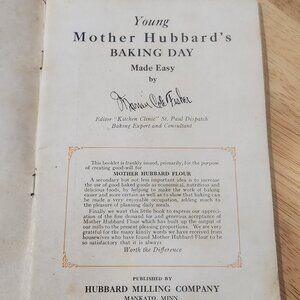 Young
Mother Hubbard's
BAKING DAY
Made Easy
by
Editor "Kitchen Clinic" St. Paul Dispatch
Baking Expert and Consultant
This booklet is frankly issued, primarily, for the purpose
of creating good-will for
MOTHER HUBBARD FLOUR
A secondary but not less important idea is to increase
the use of good baked goods as economical, nutritious and
delicious foods, by helping to make the work of baking
easier and more certain as well as to show that baking can
be made a very enjoyable occupation, adding much to
the pleasure of planning daily meals.
Finally we want this little book to express our appreciation
of the fine demand for and generous acceptance of
Mother Hubbard Flour which has built up the output of
our mills to the present pleasing proportions. We are very
grateful for the many kindly words we have received from
housewives who have found Mother Hubbard Flour to be
so satisfactory that it is always
Worth the Difference
PUBLISHED BY
HUBBARD MILLING COMPANY
MANKATO, MINN.